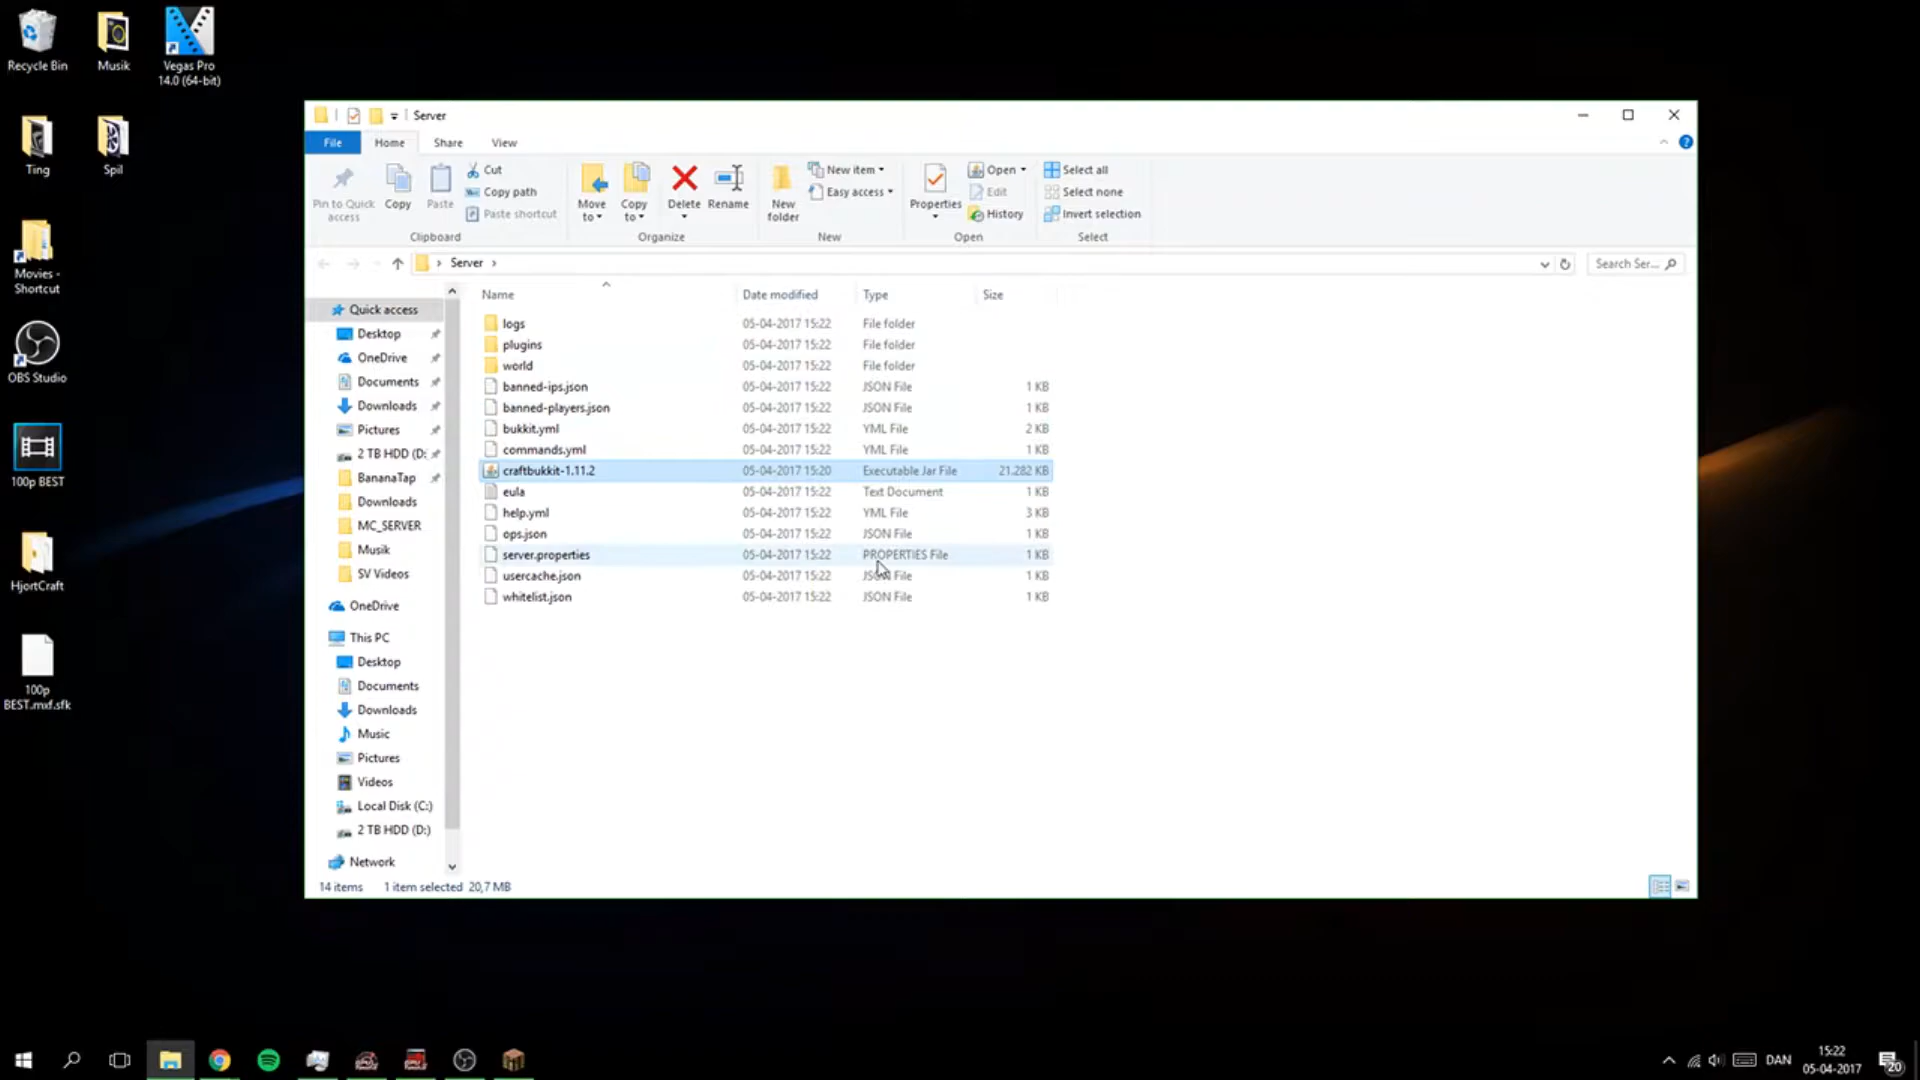 Recycle Bin
Musik
Vegas Pro
14.0 (64-bit)
Ting
Spil
Movies -
Shortcut
OBS Studio
100p BEST
HjortCraft
100p
BEST.mxf.sfk
Server
File
Home
Share
View
Pin to Quick
access
Copy
Paste
Cut
Copy path
Paste shortcut
Clipboard
Move
to
Copy
to
Delete
Rename
Organize
New
folder
New item
Easy access
New
Properties
Open
Edit
History
Open
Select all
Select none
Invert selection
Select
Server
Search Ser...
Quick access
Desktop
OneDrive
Documents
Downloads
Pictures
2 TB HDD (D:
BananaTap
Downloads
MC_SERVER
Musik
SV Videos
OneDrive
This PC
Desktop
Documents
Downloads
Music
Pictures
Videos
Local Disk (C:)
2 TB HDD (D:)
Network
Name Date modified Type Size
logs 05-04-2017 15:22 File folder
plugins 05-04-2017 15:22 File folder
world 05-04-2017 15:22 File folder
banned-ips.json 05-04-2017 15:22 JSON File 1 KB
banned-players.json 05-04-2017 15:22 JSON File 1 KB
bukkit.yml 05-04-2017 15:22 YML File 2 KB
commands.yml 05-04-2017 15:22 YML File 1 KB
craftbukkit-1.11.2 05-04-2017 15:20 Executable Jar File 21.282 KB
eula 05-04-2017 15:22 Text Document 1 KB
help.yml 05-04-2017 15:22 YML File 3 KB
ops.json 05-04-2017 15:22 JSON File 1 KB
server.properties 05-04-2017 15:22 PROPERTIES File 1 KB
usercache.json 05-04-2017 15:22 JSON File 1 KB
whitelist.json 05-04-2017 15:22 JSON File 1 KB
14 items 1 item selected 20,7 MB
DAN
15:22
05-04-2017
20